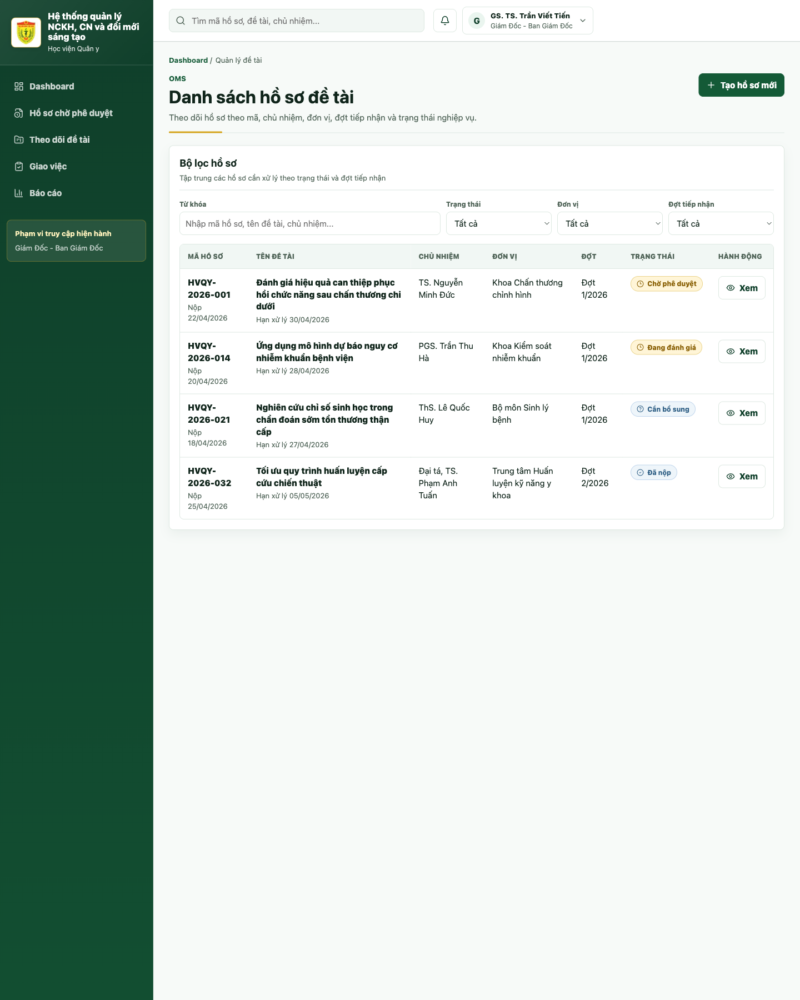 Hệ thống quản lý
NCKH, CN và đổi mới
sáng tạo
Học viện Quân y
Dashboard
Hồ sơ chờ phê duyệt
Theo dõi đề tài
Giao việc
Báo cáo
Phạm vi truy cập hiện hành
Giám Đốc - Ban Giám Đốc
Tìm mã hồ sơ, đề tài, chủ nhiệm...
G
GS. TS. Trần Viết Tiến
Giám Đốc - Ban Giám Đốc
Dashboard / Quản lý đề tài
OMS
Danh sách hồ sơ đề tài
Theo dõi hồ sơ theo mã, chủ nhiệm, đơn vị, đợt tiếp nhận và trạng thái nghiệp vụ.
Tạo hồ sơ mới
Bộ lọc hồ sơ
Tập trung các hồ sơ cần xử lý theo trạng thái và đợt tiếp nhận
Từ khóa
Nhập mã hồ sơ, tên đề tài, chủ nhiệm...
Trạng thái
Tất cả
Đơn vị
Tất cả
Đợt tiếp nhận
Tất cả
MÃ HỒ SƠ TÊN ĐỀ TÀI CHỦ NHIỆM ĐƠN VỊ ĐỢT TRẠNG THÁI HÀNH ĐỘNG
HVQY-
2026-001
Nộp
22/04/2026
Đánh giá hiệu quả can thiệp phục
hồi chức năng sau chấn thương chi
dưới
Hạn xử lý 30/04/2026
TS. Nguyễn
Minh Đức
Khoa Chấn thương
chỉnh hình
Đợt
1/2026
Chờ phê duyệt
Xem
HVQY-
2026-014
Nộp
20/04/2026
Ứng dụng mô hình dự báo nguy cơ
nhiễm khuẩn bệnh viện
Hạn xử lý 28/04/2026
PGS. Trần Thu
Hà
Khoa Kiểm soát
nhiễm khuẩn
Đợt
1/2026
Đang đánh giá
Xem
HVQY-
2026-021
Nộp
18/04/2026
Nghiên cứu chỉ số sinh học trong
chẩn đoán sớm tổn thương thận
cấp
Hạn xử lý 27/04/2026
ThS. Lê Quốc
Huy
Bộ môn Sinh lý
bệnh
Đợt
1/2026
Cần bổ sung
Xem
HVQY-
2026-032
Nộp
25/04/2026
Tối ưu quy trình huấn luyện cấp
cứu chiến thuật
Hạn xử lý 05/05/2026
Đại tá, TS.
Phạm Anh
Tuấn
Trung tâm Huấn
luyện kỹ năng y
khoa
Đợt
2/2026
Đã nộp
Xem